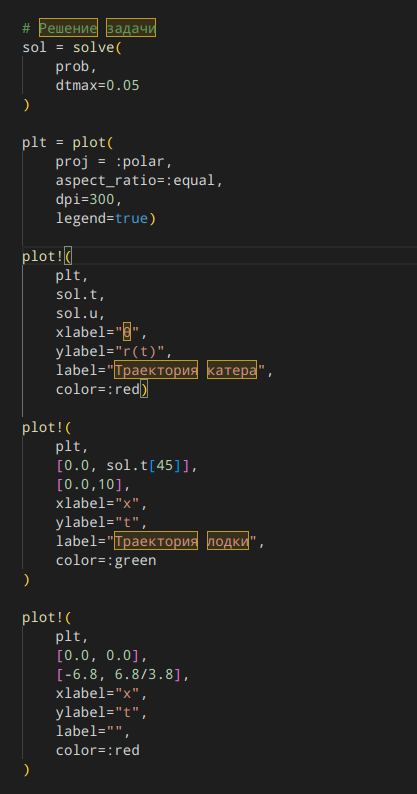 # Решение задачи
sol = solve(
    prob,
    dtmax=0.05
)

plt = plot(
    proj = :polar,
    aspect_ratio=:equal,
    dpi=300,
    legend=true)

plot!(
    plt,
    sol.t,
    sol.u,
    xlabel="θ",
    ylabel="r(t)",
    label="Траектория катера",
    color=:red)

plot!(
    plt,
    [0.0, sol.t[45]],
    [0.0,10],
    xlabel="x",
    ylabel="t",
    label="Траектория лодки",
    color=:green
)

plot!(
    plt,
    [0.0, 0.0],
    [-6.8, 6.8/3.8],
    xlabel="x",
    ylabel="t",
    label="",
    color=:red
)